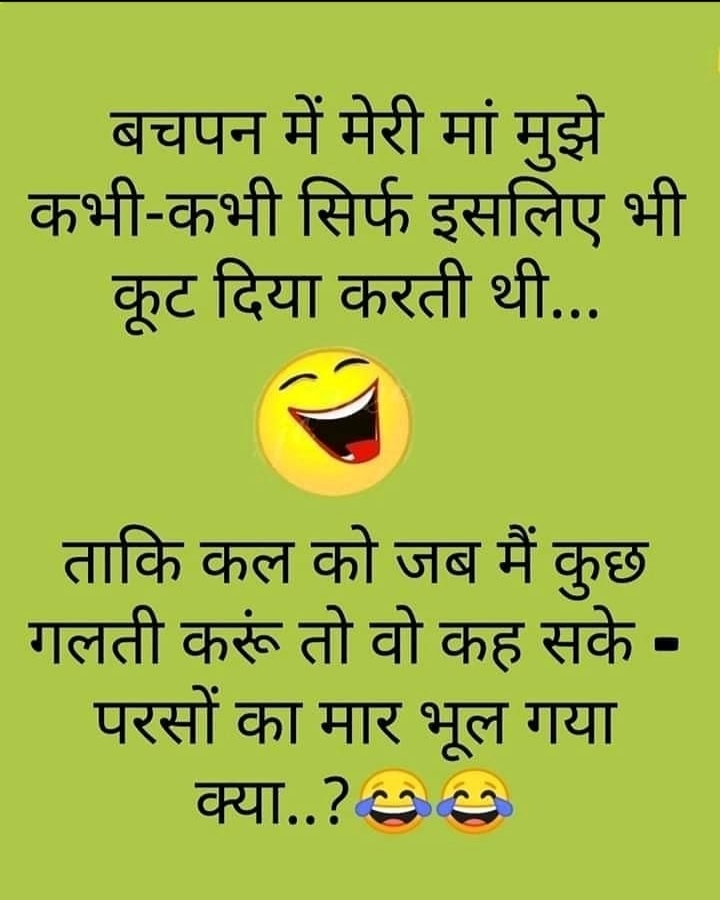 बचपन में मेरी मां मुझे
कभी-कभी सिर्फ इसलिए भी
कूट दिया करती थी...
ताकि कल को जब मैं कुछ
गलती करूं तो वो कह सके -
परसों का मार भूल गया
क्या..?😂😂